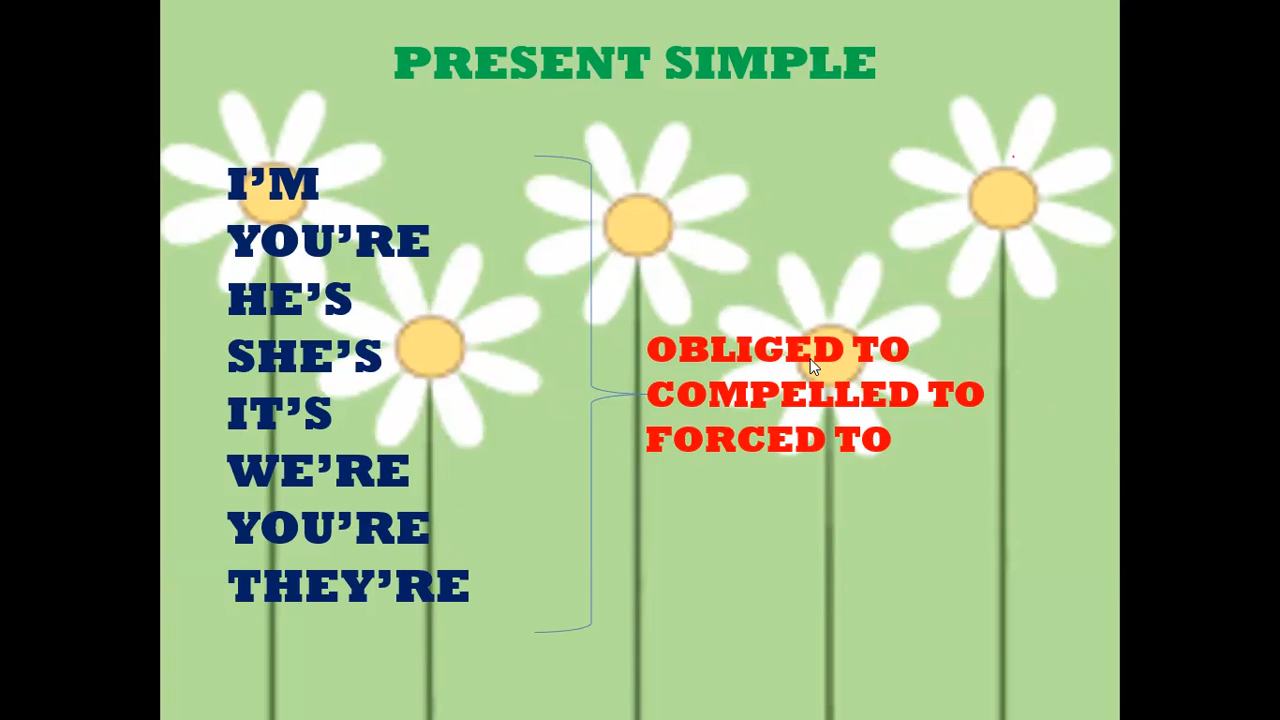 PRESENT SIMPLE
I’M
YOU’RE
HE’S
SHE’S
IT’S
WE’RE
YOU’RE
THEY’RE
OBLIGED TO
COMPELLED TO
FORCED TO